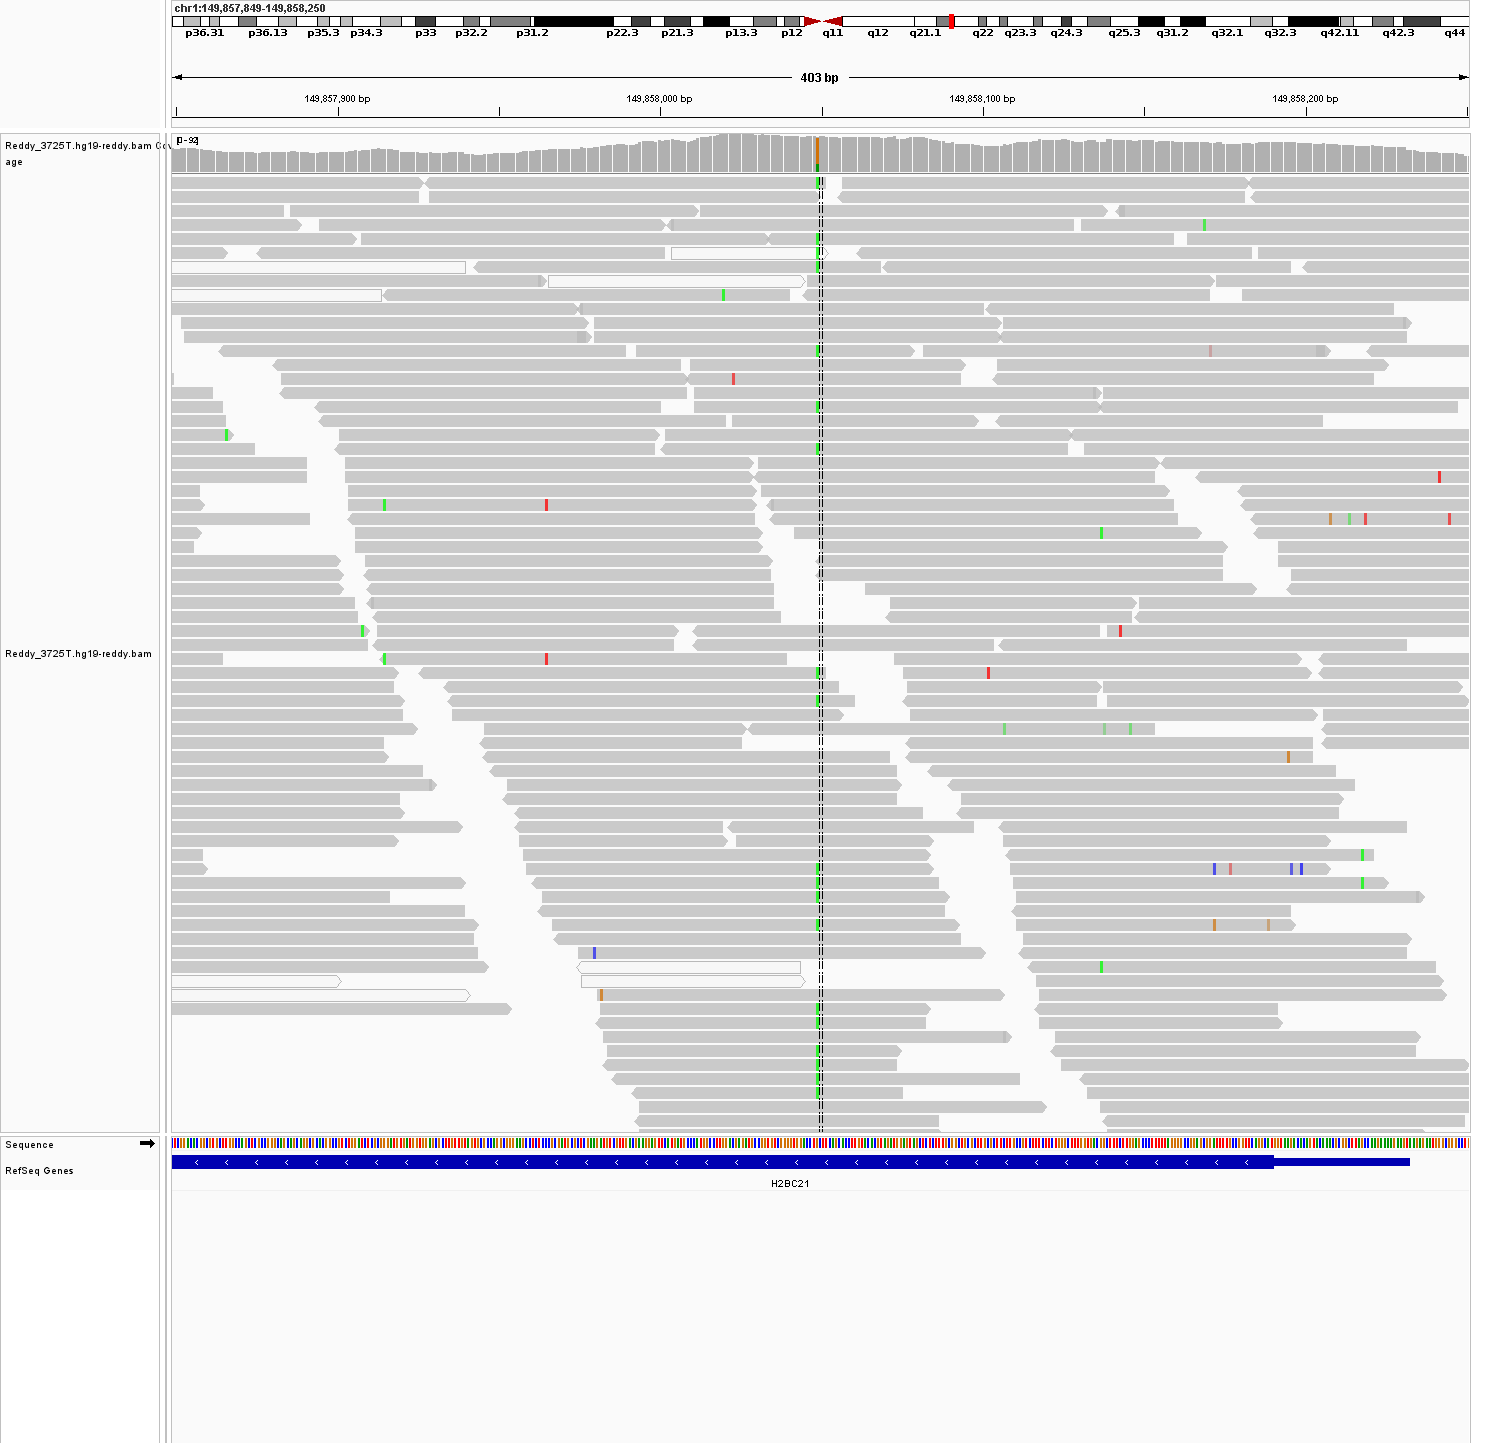 chr1:149,857,849-149,858,250
p36.31 p36.13 p35.3 p34.3 p33 p32.2 p31.2 p22.3 p21.3 p13.3 p12 q11 q12 q21.1 q22 q23.3 q24.3 q25.3 q31.2 q32.1 q32.3 q42.11 q42.3 q44
403 bp
149,857,900 bp 149,858,000 bp 149,858,100 bp 149,858,200 bp
[0-92]
Reddy_3725T.hg19-reddy.bam Cov
age
Reddy_3725T.hg19-reddy.bam
Sequence
RefSeq Genes
H2BC21